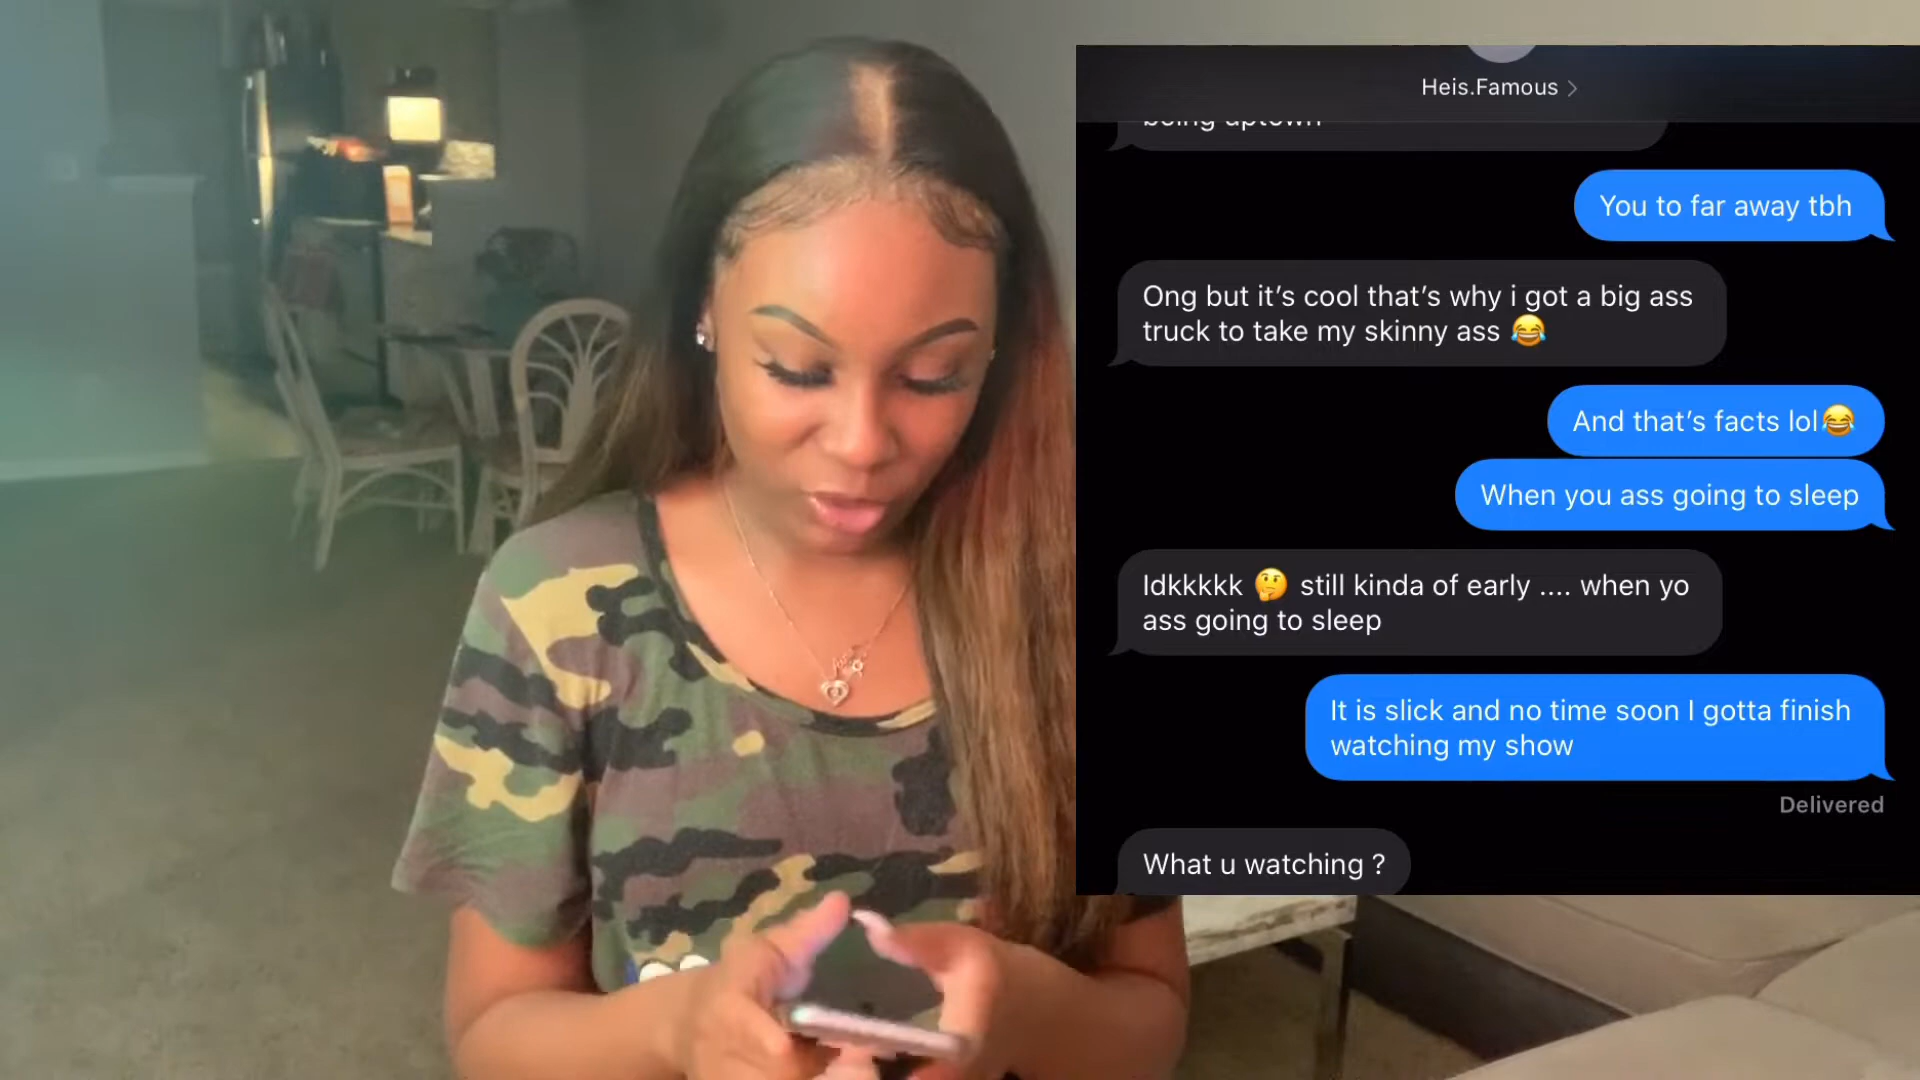 Heis.Famous
being uptown
You to far away tbh
Ong but it's cool that's why i got a big ass
truck to take my skinny ass 😂
And that's facts lol😂
When you ass going to sleep
Idkkkkk 🤔 still kinda of early .... when yo
ass going to sleep
It is slick and no time soon I gotta finish
watching my show
Delivered
What u watching ?